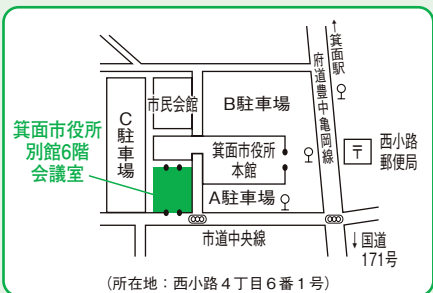 ↑箕面駅
府道豊中亀岡線
市民会館
B駐車場
C駐車場
箕面市役所
別館6階
会議室
箕面市役所
本館
〒
西小路
郵便局
A駐車場
市道中央線
↓国道
171号
(所在地：西小路4丁目6番1号)